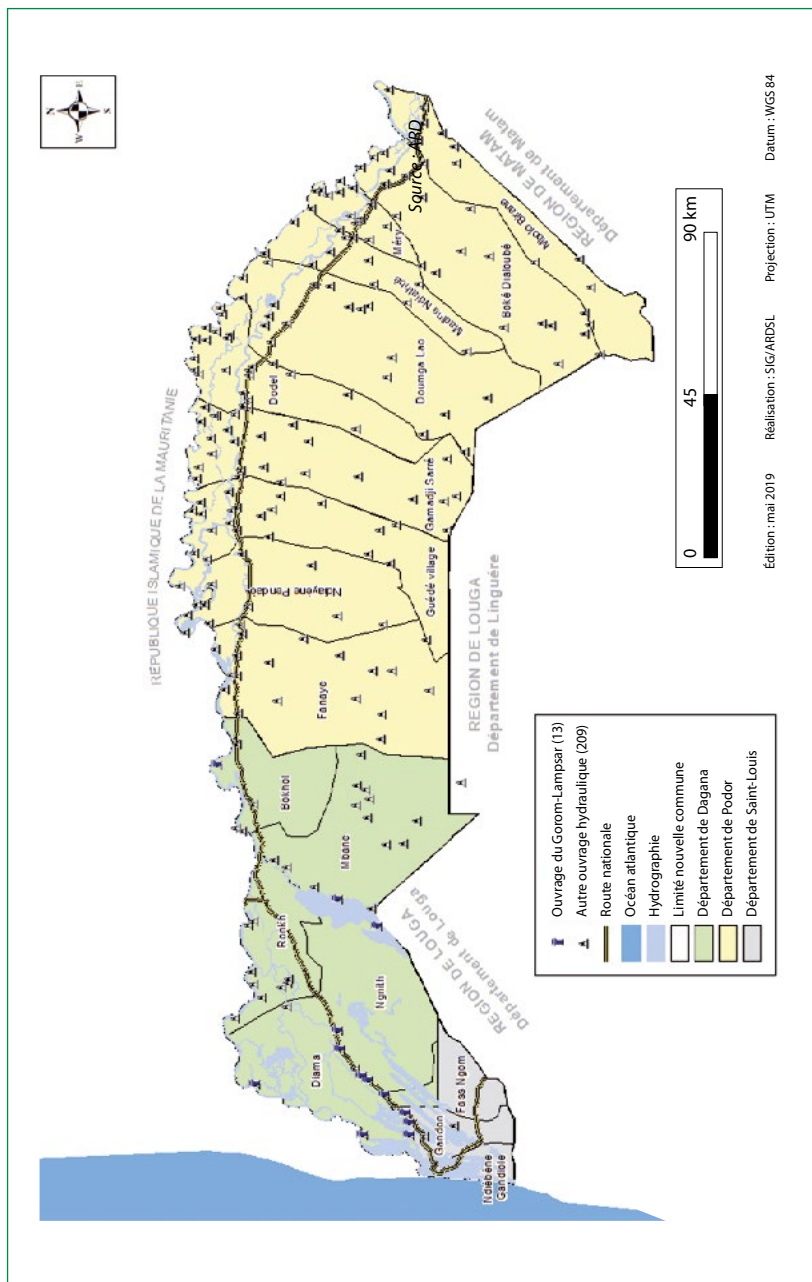 N
W
E
S
RÉPUBLIQUE ISLAMIQUE DE LA MAURITANIE
REGION DE MATAM
Département de Matam
Source : ARD
REGION DE LOUGA
Département de Linguère
REGION DE LOUGA
Département de Louga
Diama
Ronkh
Bokhol
Mbane
Ngnith
Gandon
Fass Ngom
Ndiébène
Gandiole
Fanaye
Ndiayène Pendao
Guédé village
Gamadji Sarré
Dodel
Doumga Lao
Madina Ndiathbé
Méry
Boké Dialoubé
Mbolo Birane
Ouvrage du Gorom-Lampsar (13)
Autre ouvrage hydraulique (209)
Route nationale
Océan atlantique
Hydrographie
Limité nouvelle commune
Département de Dagana
Département de Podor
Département de Saint-Louis
0
45
90 km
Édition : mai 2019
Réalisation : SIG/ARDSL
Projection : UTM
Datum : WGS 84